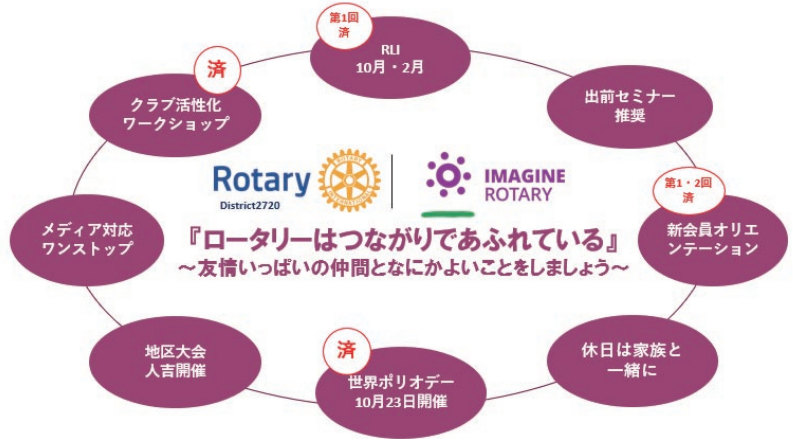 第1回
済
RLI
10月・2月
済
クラブ活性化
ワークショップ
出前セミナー
推奨
Rotary
District2720
ROTARY
INTERNATIONAL
IMAGINE
ROTARY
第1・2回
済
メディア対応
ワンストップ
新会員オリエ
ンテーション
『ロータリーはつながりであふれている』
～友情いっぱいの仲間となにかよいことをしましょう～
地区大会
人吉開催
済
世界ポリオデー
10月23日開催
休日は家族と
一緒に